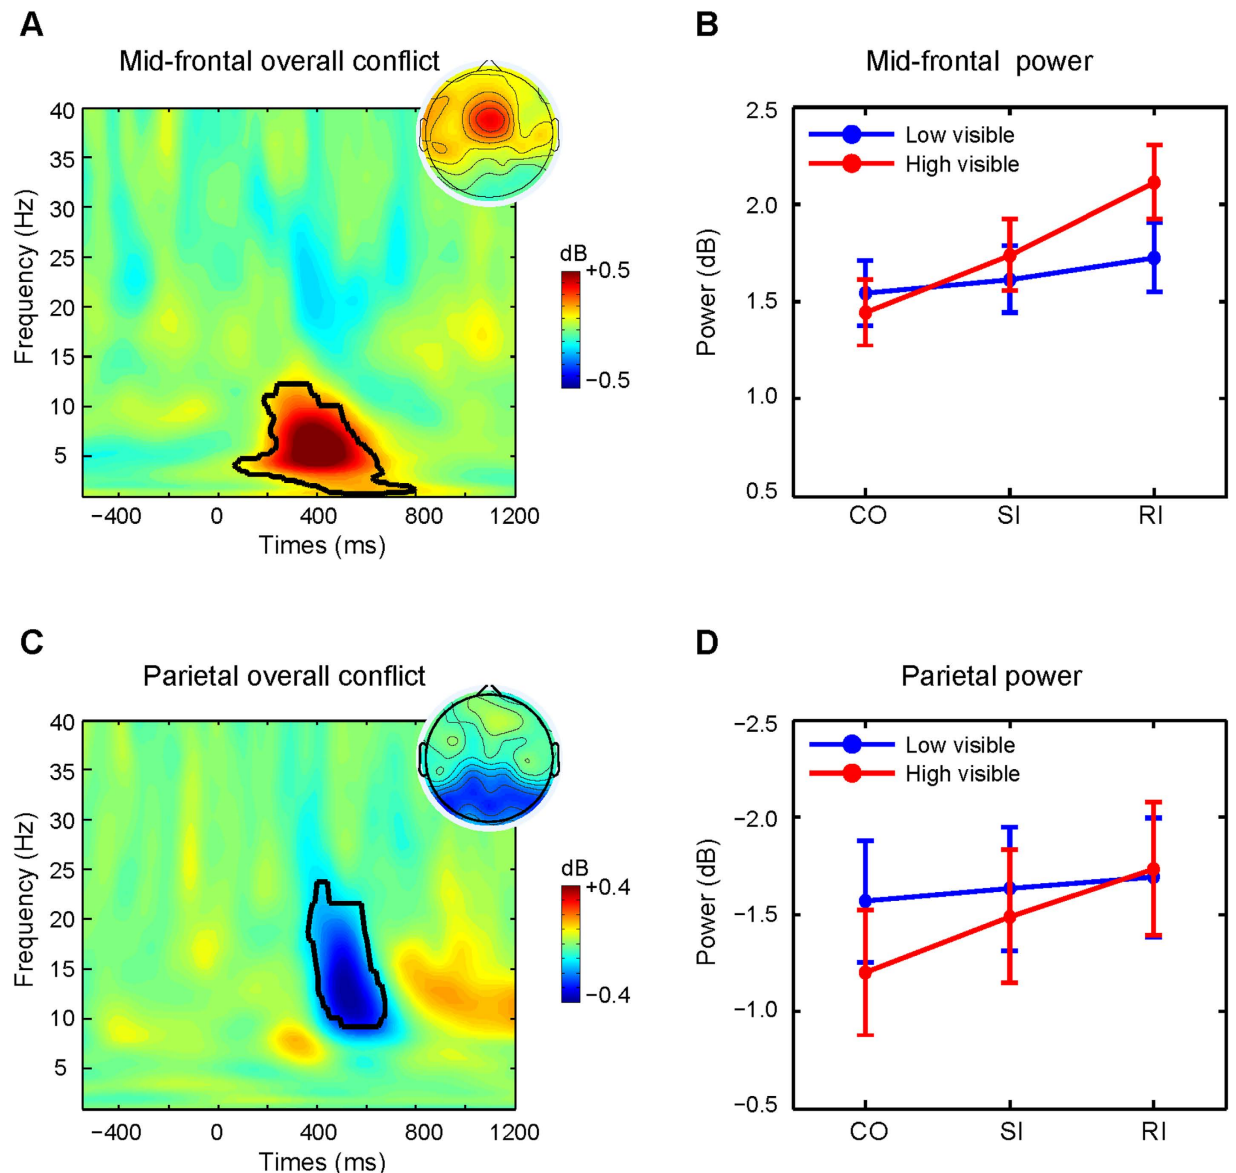 A
Mid-frontal overall conflict
40
35
30
25
20
15
10
5
Frequency (Hz)
−400 0 400 800 1200
Times (ms)
dB
+0.5
−0.5
B
Mid-frontal power
2.5
2.0
1.5
1.0
0.5
Power (dB)
Low visible
High visible
CO SI RI
C
Parietal overall conflict
40
35
30
25
20
15
10
5
Frequency (Hz)
−400 0 400 800 1200
Times (ms)
dB
+0.4
−0.4
D
Parietal power
−2.5
−2.0
−1.5
−1.0
−0.5
Power (dB)
Low visible
High visible
CO SI RI